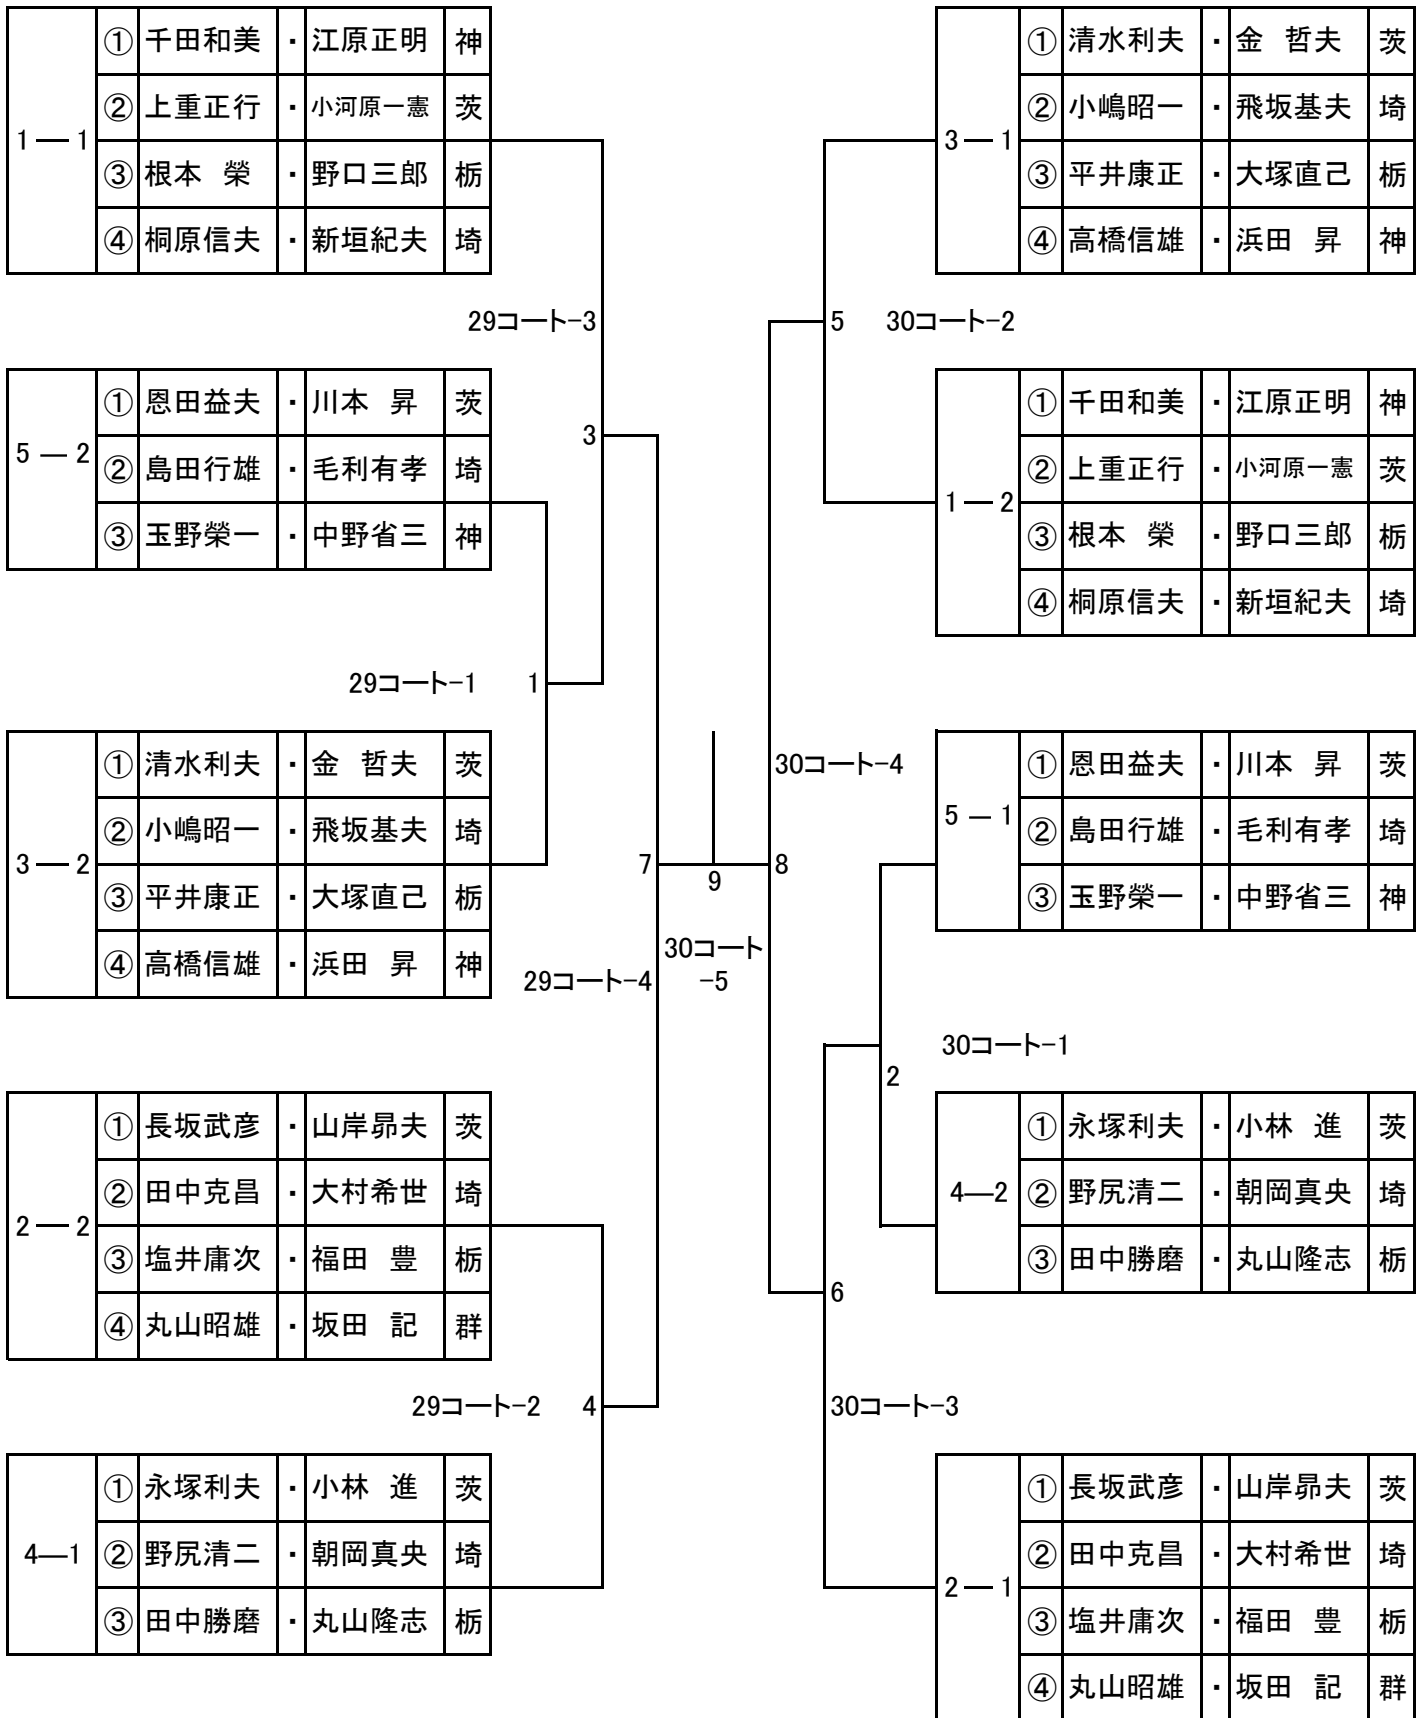 1 — 1
① 千田和美 ・ 江原正明 神
② 上重正行 ・ 小河原一憲 茨
③ 根本 榮 ・ 野口三郎 栃
④ 桐原信夫 ・ 新垣紀夫 埼
29コート-3
5 — 2
① 恩田益夫 ・ 川本 昇 茨
② 島田行雄 ・ 毛利有孝 埼
③ 玉野榮一 ・ 中野省三 神
3
29コート-1 1
3 — 2
① 清水利夫 ・ 金 哲夫 茨
② 小嶋昭一 ・ 飛坂基夫 埼
③ 平井康正 ・ 大塚直己 栃
④ 高橋信雄 ・ 浜田 昇 神
7
29コート-4
2 — 2
① 長坂武彦 ・ 山岸昴夫 茨
② 田中克昌 ・ 大村希世 埼
③ 塩井庸次 ・ 福田 豊 栃
④ 丸山昭雄 ・ 坂田 記 群
29コート-2 4
4—1
① 永塚利夫 ・ 小林 進 茨
② 野尻清二 ・ 朝岡真央 埼
③ 田中勝磨 ・ 丸山隆志 栃
9
30コート
-5
3 — 1
① 清水利夫 ・ 金 哲夫 茨
② 小嶋昭一 ・ 飛坂基夫 埼
③ 平井康正 ・ 大塚直己 栃
④ 高橋信雄 ・ 浜田 昇 神
5 30コート-2
1 — 2
① 千田和美 ・ 江原正明 神
② 上重正行 ・ 小河原一憲 茨
③ 根本 榮 ・ 野口三郎 栃
④ 桐原信夫 ・ 新垣紀夫 埼
30コート-4
8
5 — 1
① 恩田益夫 ・ 川本 昇 茨
② 島田行雄 ・ 毛利有孝 埼
③ 玉野榮一 ・ 中野省三 神
30コート-1
2
4—2
① 永塚利夫 ・ 小林 進 茨
② 野尻清二 ・ 朝岡真央 埼
③ 田中勝磨 ・ 丸山隆志 栃
6
30コート-3
2 — 1
① 長坂武彦 ・ 山岸昴夫 茨
② 田中克昌 ・ 大村希世 埼
③ 塩井庸次 ・ 福田 豊 栃
④ 丸山昭雄 ・ 坂田 記 群